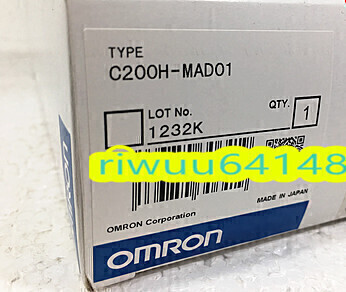 TYPE
C200H-MAD01
LOT No.
QTY.
1232K
1
riwuu64148
MADE IN JAPAN
OMRON Corporation
OMRON